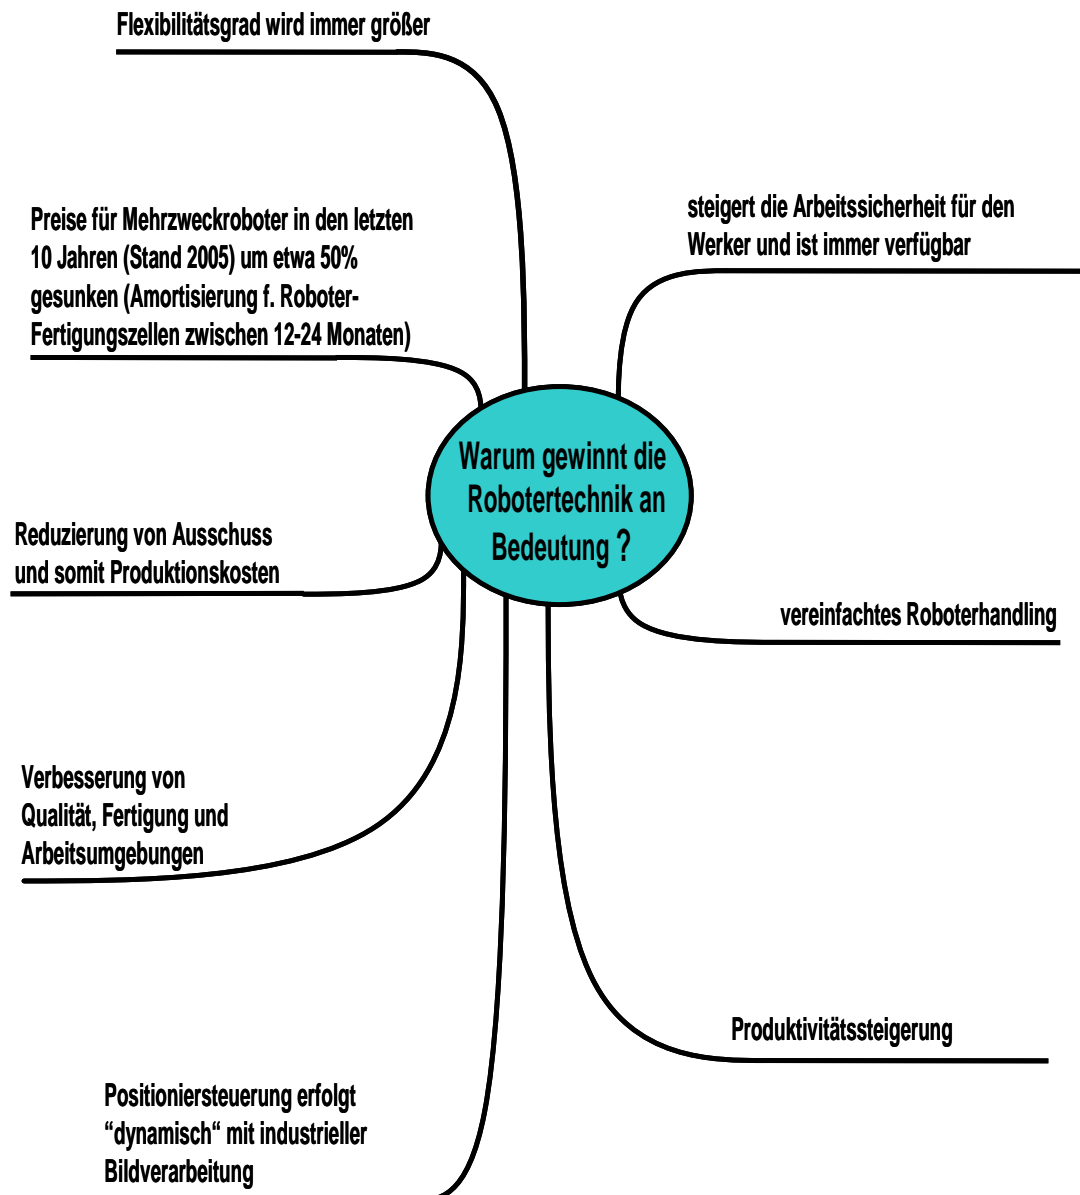 Flexibilitätsgrad wird immer größer
Preise für Mehrzweckroboter in den letzten
10 Jahren (Stand 2005) um etwa 50%
gesunken (Amortisierung f. Roboter-
Fertigungszellen zwischen 12-24 Monaten)
steigert die Arbeitssicherheit für den
Werker und ist immer verfügbar
Warum gewinnt die
Robotertechnik an
Bedeutung ?
Reduzierung von Ausschuss
und somit Produktionskosten
vereinfachtes Roboterhandling
Verbesserung von
Qualität, Fertigung und
Arbeitsumgebungen
Produktivitätssteigerung
Positioniersteuerung erfolgt
“dynamisch“ mit industrieller
Bildverarbeitung